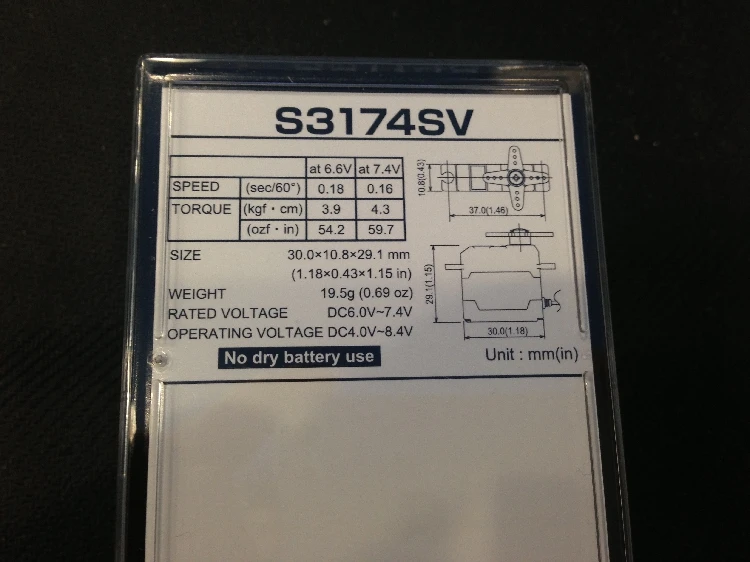 S3174SV
at 6.6V at 7.4V
SPEED (sec/60°) 0.18 0.16
TORQUE (kgf・cm) 3.9 4.3
(ozf・in) 54.2 59.7
SIZE 30.0×10.8×29.1 mm
(1.18×0.43×1.15 in)
WEIGHT 19.5g (0.69 oz)
RATED VOLTAGE DC6.0V~7.4V
OPERATING VOLTAGE DC4.0V~8.4V
No dry battery use
10.8(0.43)
37.0(1.46)
29.1(1.15)
30.0(1.18)
Unit : mm(in)